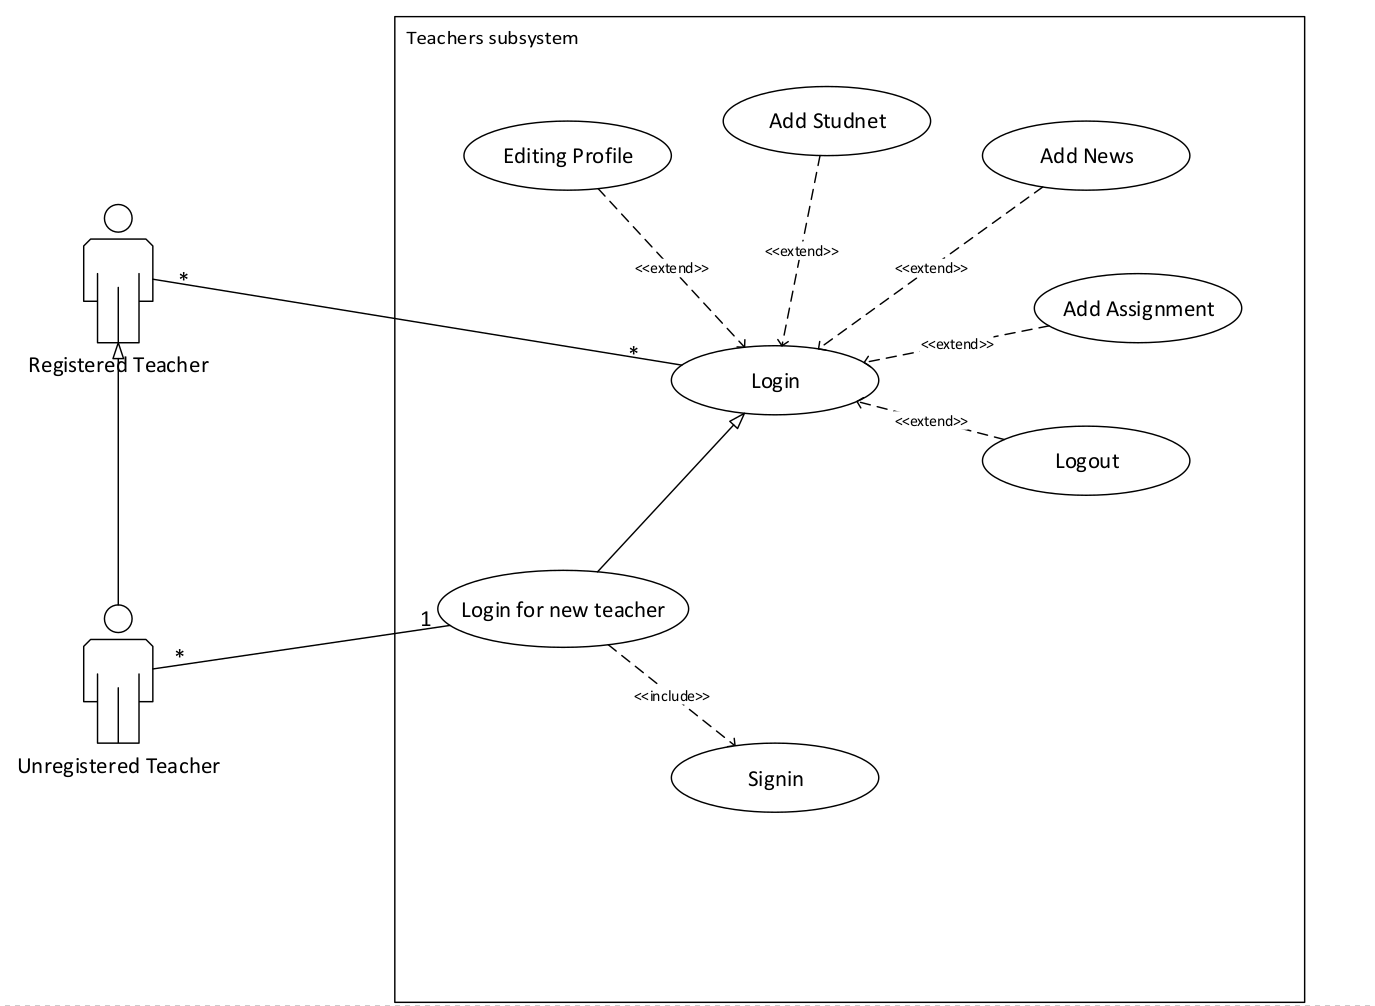 Teachers subsystem
Add Studnet
Editing Profile
Add News
<<extend>>
<<extend>>
<<extend>>
*
Add Assignment
<<extend>>
*
Registered Teacher
Login
<<extend>>
Logout
Login for new teacher
1
*
<<include>>
Unregistered Teacher
Signin